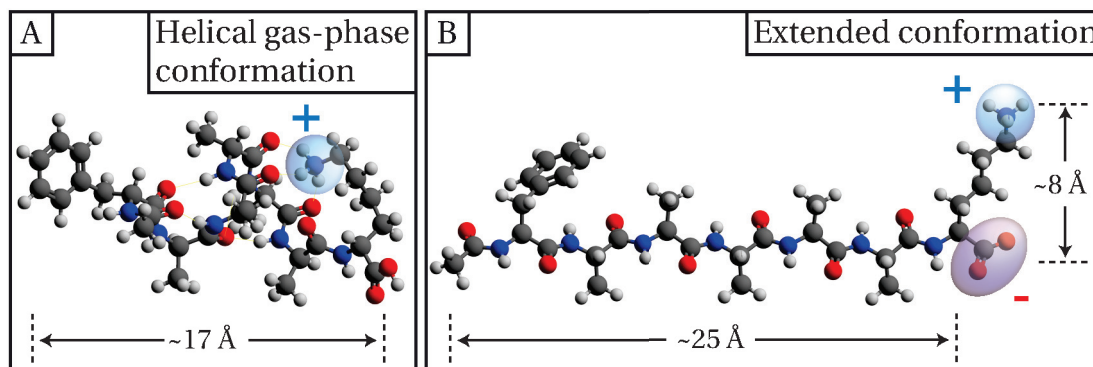 A
Helical gas-phase
conformation
+
~17 Å
B
Extended conformation
+
~8 Å
-
~25 Å